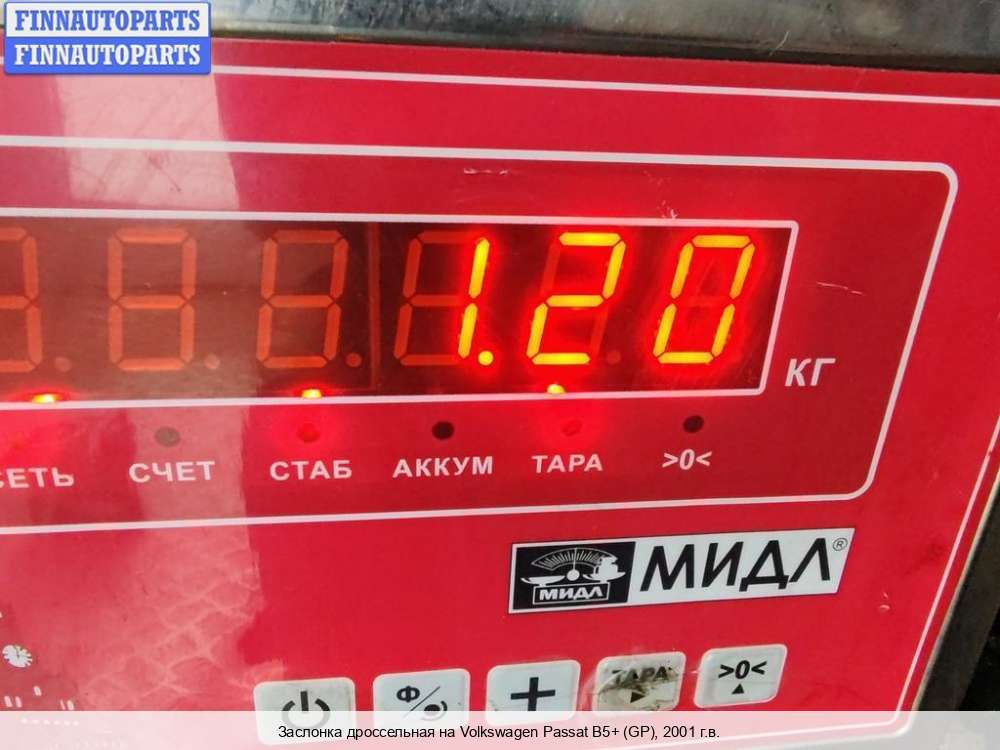 FINNAUTOPARTS
FINNAUTOPARTS
1.20
КГ
СЕТЬ СЧЕТ СТАБ АККУМ ТАРА >0<
МИДЛ МИДЛ®
Ф/ + ТАРА >0<
Заслонка дроссельная на Volkswagen Passat B5+ (GP), 2001 г.в.